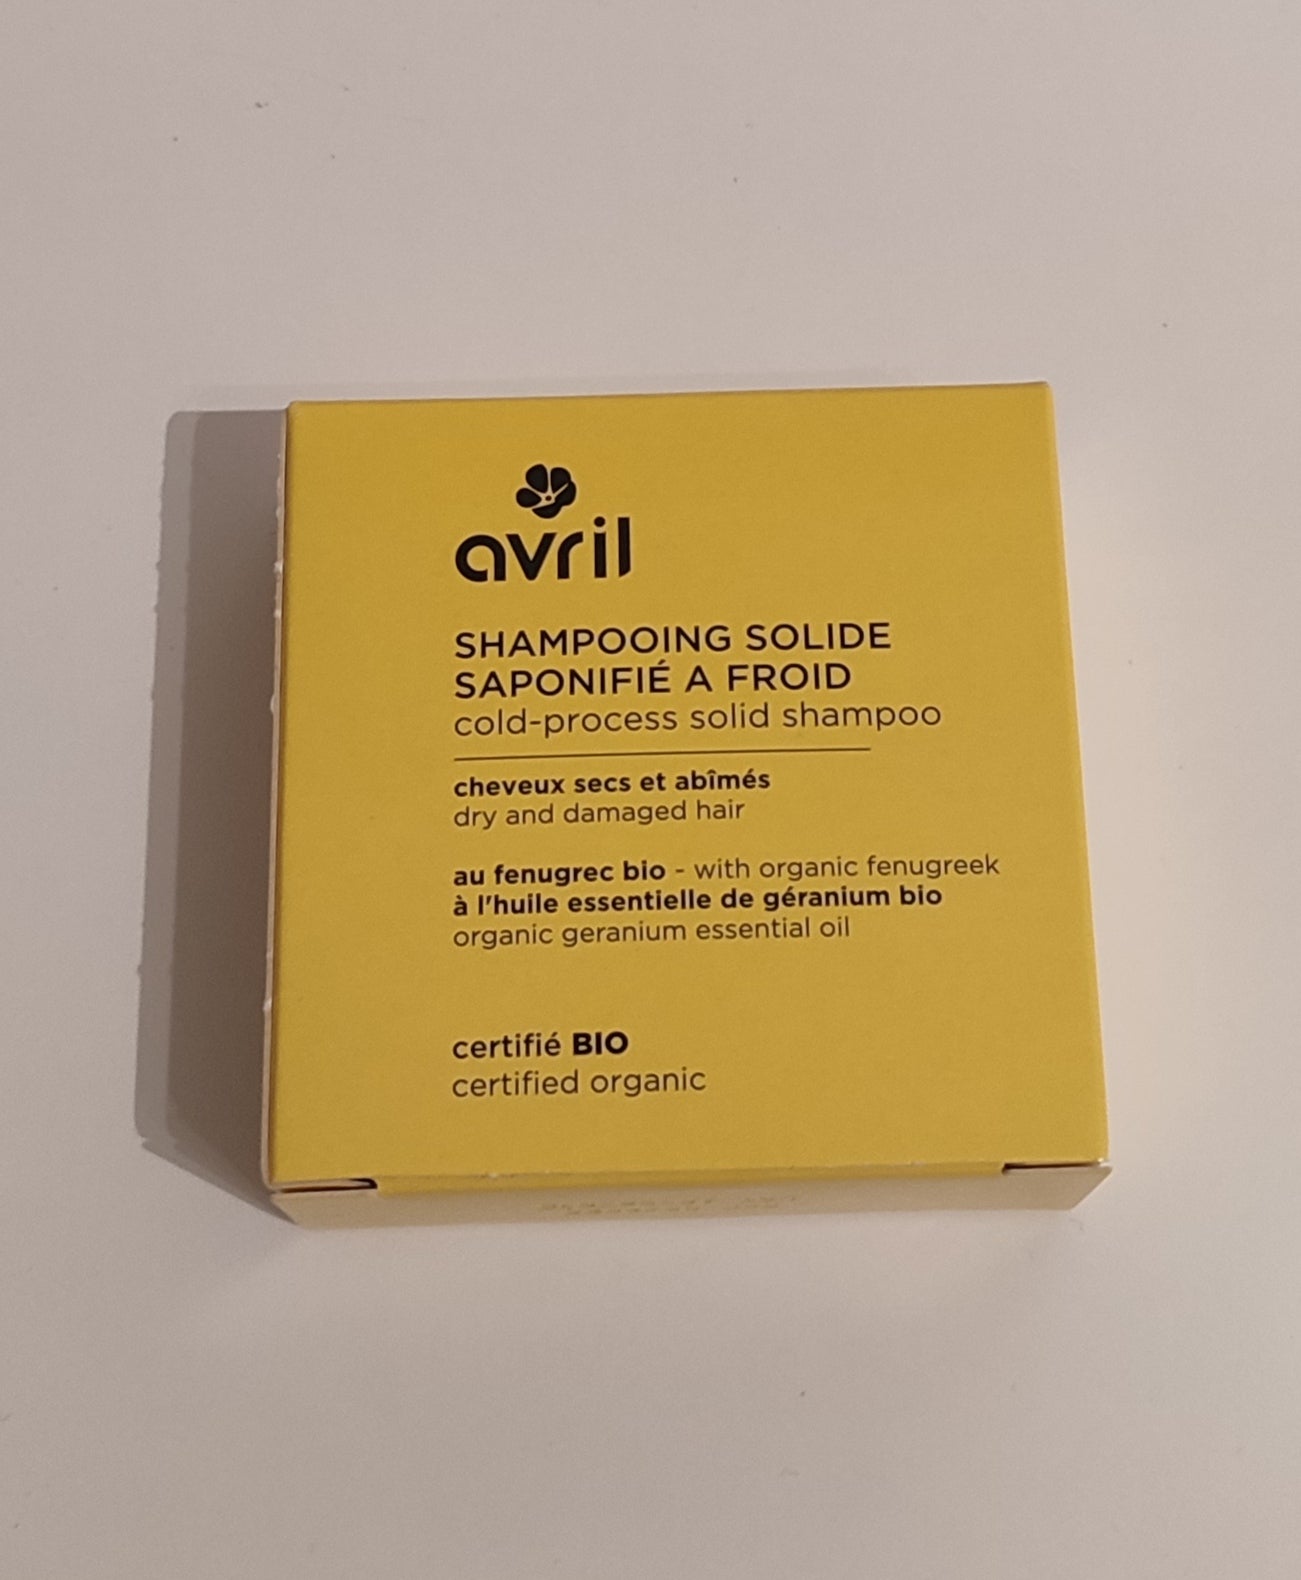 avril
SHAMPOOING SOLIDE
SAPONIFIÉ A FROID
cold-process solid shampoo
cheveux secs et abîmés
dry and damaged hair
au fenugrec bio - with organic fenugreek
à l'huile essentielle de géranium bio
organic geranium essential oil
certifié BIO
certified organic